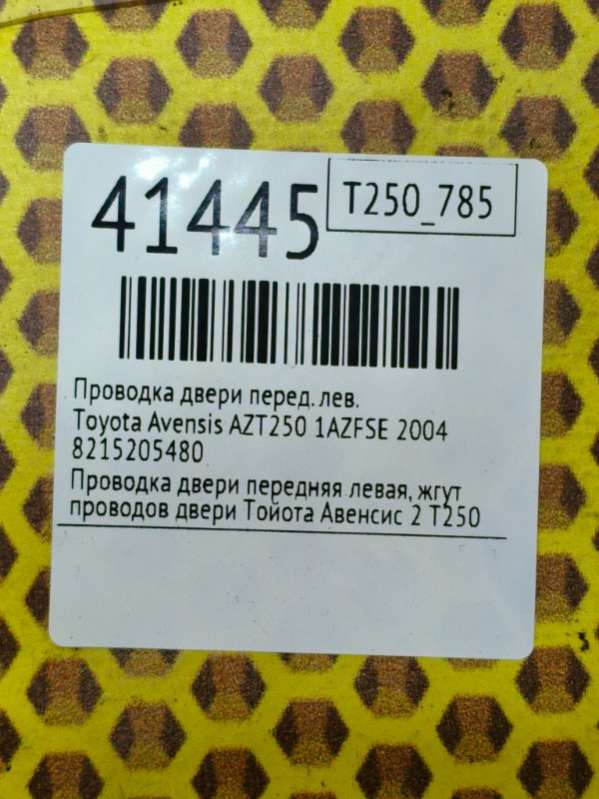 41445
T250_785
Проводка двери перед. лев.
Toyota Avensis AZT250 1AZFSE 2004
8215205480
Проводка двери передняя левая, жгут
проводов двери Тойота Авенсис 2 Т250